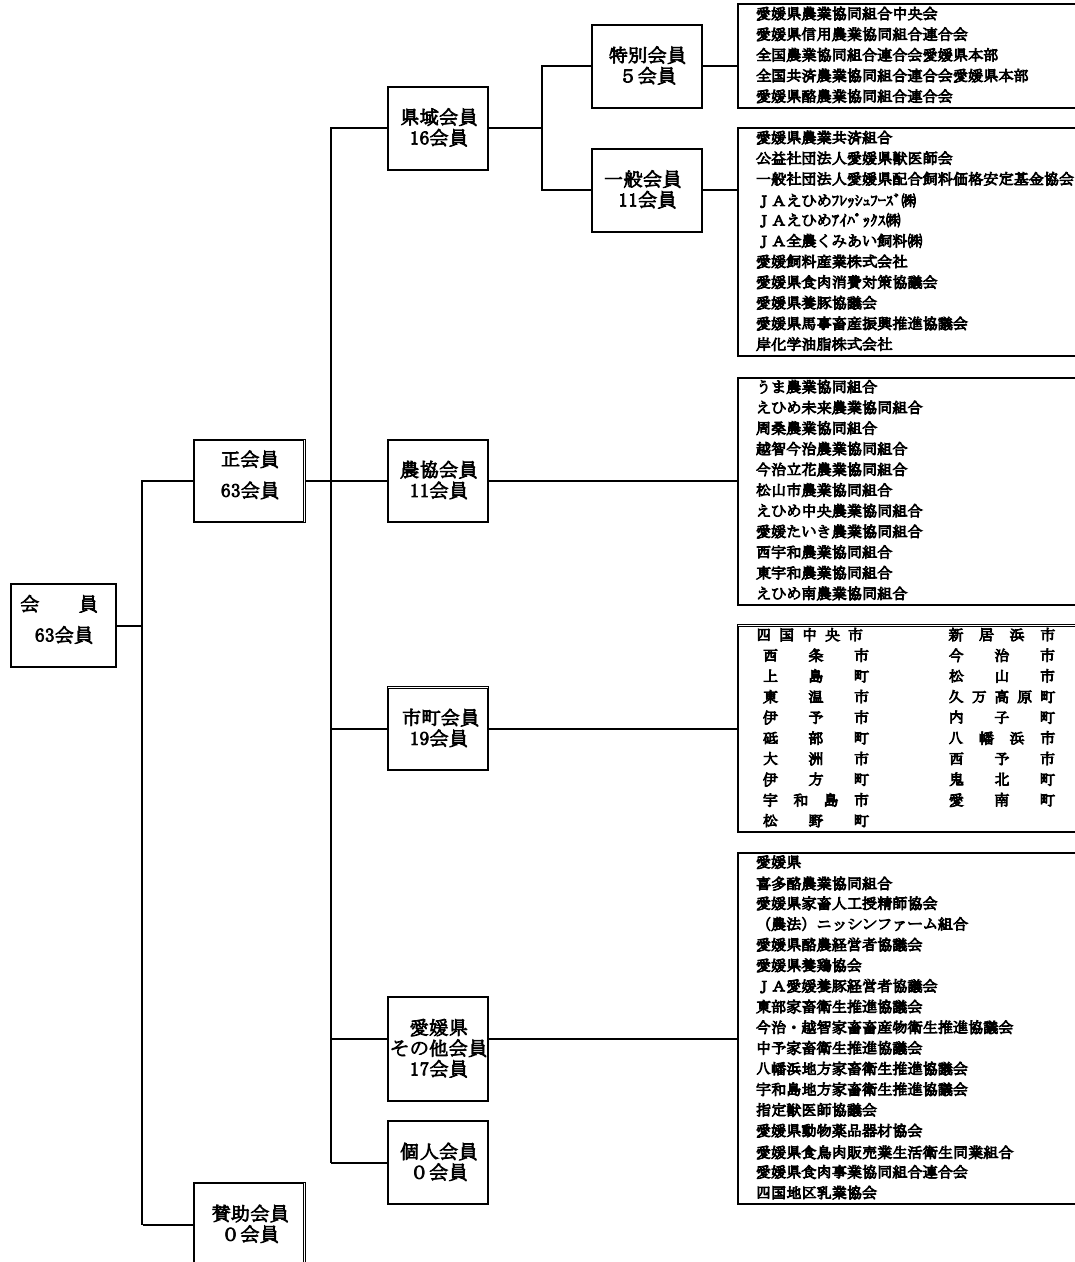 会　　員
63会員
正会員
63会員
賛助会員
０会員
県域会員
16会員
農協会員
11会員
市町会員
19会員
愛媛県
その他会員
17会員
個人会員
０会員
特別会員
５会員
一般会員
11会員
愛媛県農業協同組合中央会
愛媛県信用農業協同組合連合会
全国農業協同組合連合会愛媛県本部
全国共済農業協同組合連合会愛媛県本部
愛媛県酪農業協同組合連合会
愛媛県農業共済組合
公益社団法人愛媛県獣医師会
一般社団法人愛媛県配合飼料価格安定基金協会
ＪＡえひめﾌﾚｯｼｭﾌｰｽﾞ㈱
ＪＡえひめｱｲﾊﾟｯｸｽ㈱
ＪＡ全農くみあい飼料㈱
愛媛飼料産業株式会社
愛媛県食肉消費対策協議会
愛媛県養豚協議会
愛媛県馬事畜産振興推進協議会
岸化学油脂株式会社
うま農業協同組合
えひめ未来農業協同組合
周桑農業協同組合
越智今治農業協同組合
今治立花農業協同組合
松山市農業協同組合
えひめ中央農業協同組合
愛媛たいき農業協同組合
西宇和農業協同組合
東宇和農業協同組合
えひめ南農業協同組合
四国中央市　新居浜市
西条市　今治市
上島町　松山市
東温市　久万高原町
伊予市　内子町
砥部町　八幡浜市
大洲市　西予市
伊方町　鬼北町
宇和島市　愛南町
松野町
愛媛県
喜多酪農業協同組合
愛媛県家畜人工授精師協会
（農法）ニッシンファーム組合
愛媛県酪農経営者協議会
愛媛県養鶏協会
ＪＡ愛媛養豚経営者協議会
東部家畜衛生推進協議会
今治・越智家畜畜産物衛生推進協議会
中予家畜衛生推進協議会
八幡浜地方家畜衛生推進協議会
宇和島地方家畜衛生推進協議会
指定獣医師協議会
愛媛県動物薬品器材協会
愛媛県食鳥肉販売業生活衛生同業組合
愛媛県食肉事業協同組合連合会
四国地区乳業協会